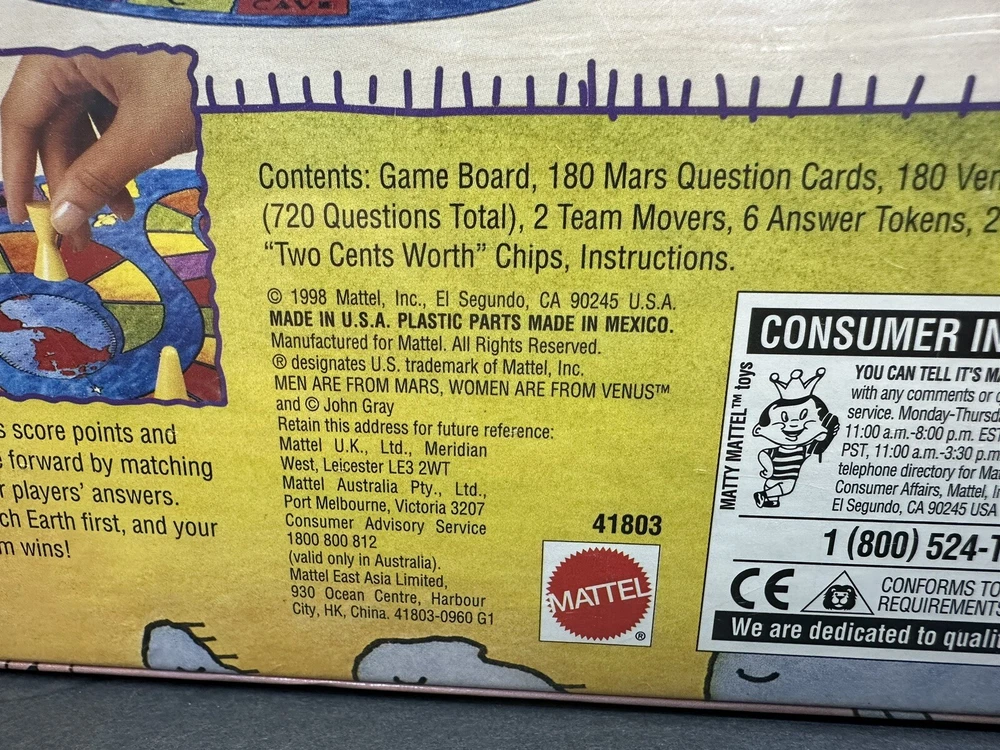 CAVE
Contents: Game Board, 180 Mars Question Cards, 180 Ven
(720 Questions Total), 2 Team Movers, 6 Answer Tokens, 2
“Two Cents Worth” Chips, Instructions.
© 1998 Mattel, Inc., El Segundo, CA 90245 U.S.A.
MADE IN U.S.A. PLASTIC PARTS MADE IN MEXICO.
Manufactured for Mattel. All Rights Reserved.
® designates U.S. trademark of Mattel, Inc.
MEN ARE FROM MARS, WOMEN ARE FROM VENUS™
and © John Gray
Retain this address for future reference:
Mattel U.K., Ltd., Meridian
West, Leicester LE3 2WT
Mattel Australia Pty., Ltd.,
Port Melbourne, Victoria 3207
Consumer Advisory Service
1800 800 812
(valid only in Australia).
Mattel East Asia Limited,
930 Ocean Centre, Harbour
City, HK, China. 41803-0960 G1
s score points and
forward by matching
r players’ answers.
ch Earth first, and your
m wins!
41803
MATTEL®
CONSUMER IN
MATTY MATTEL™ toys
YOU CAN TELL IT'S MA
with any comments or q
service. Monday-Thursd
11:00 a.m.-8:00 p.m. EST
PST, 11:00 a.m.-3:30 p.m
telephone directory for Mat
Consumer Affairs, Mattel, I
El Segundo, CA 90245 USA
1 (800) 524-T
CE
CONFORMS TO
REQUIREMENTS
We are dedicated to qualit